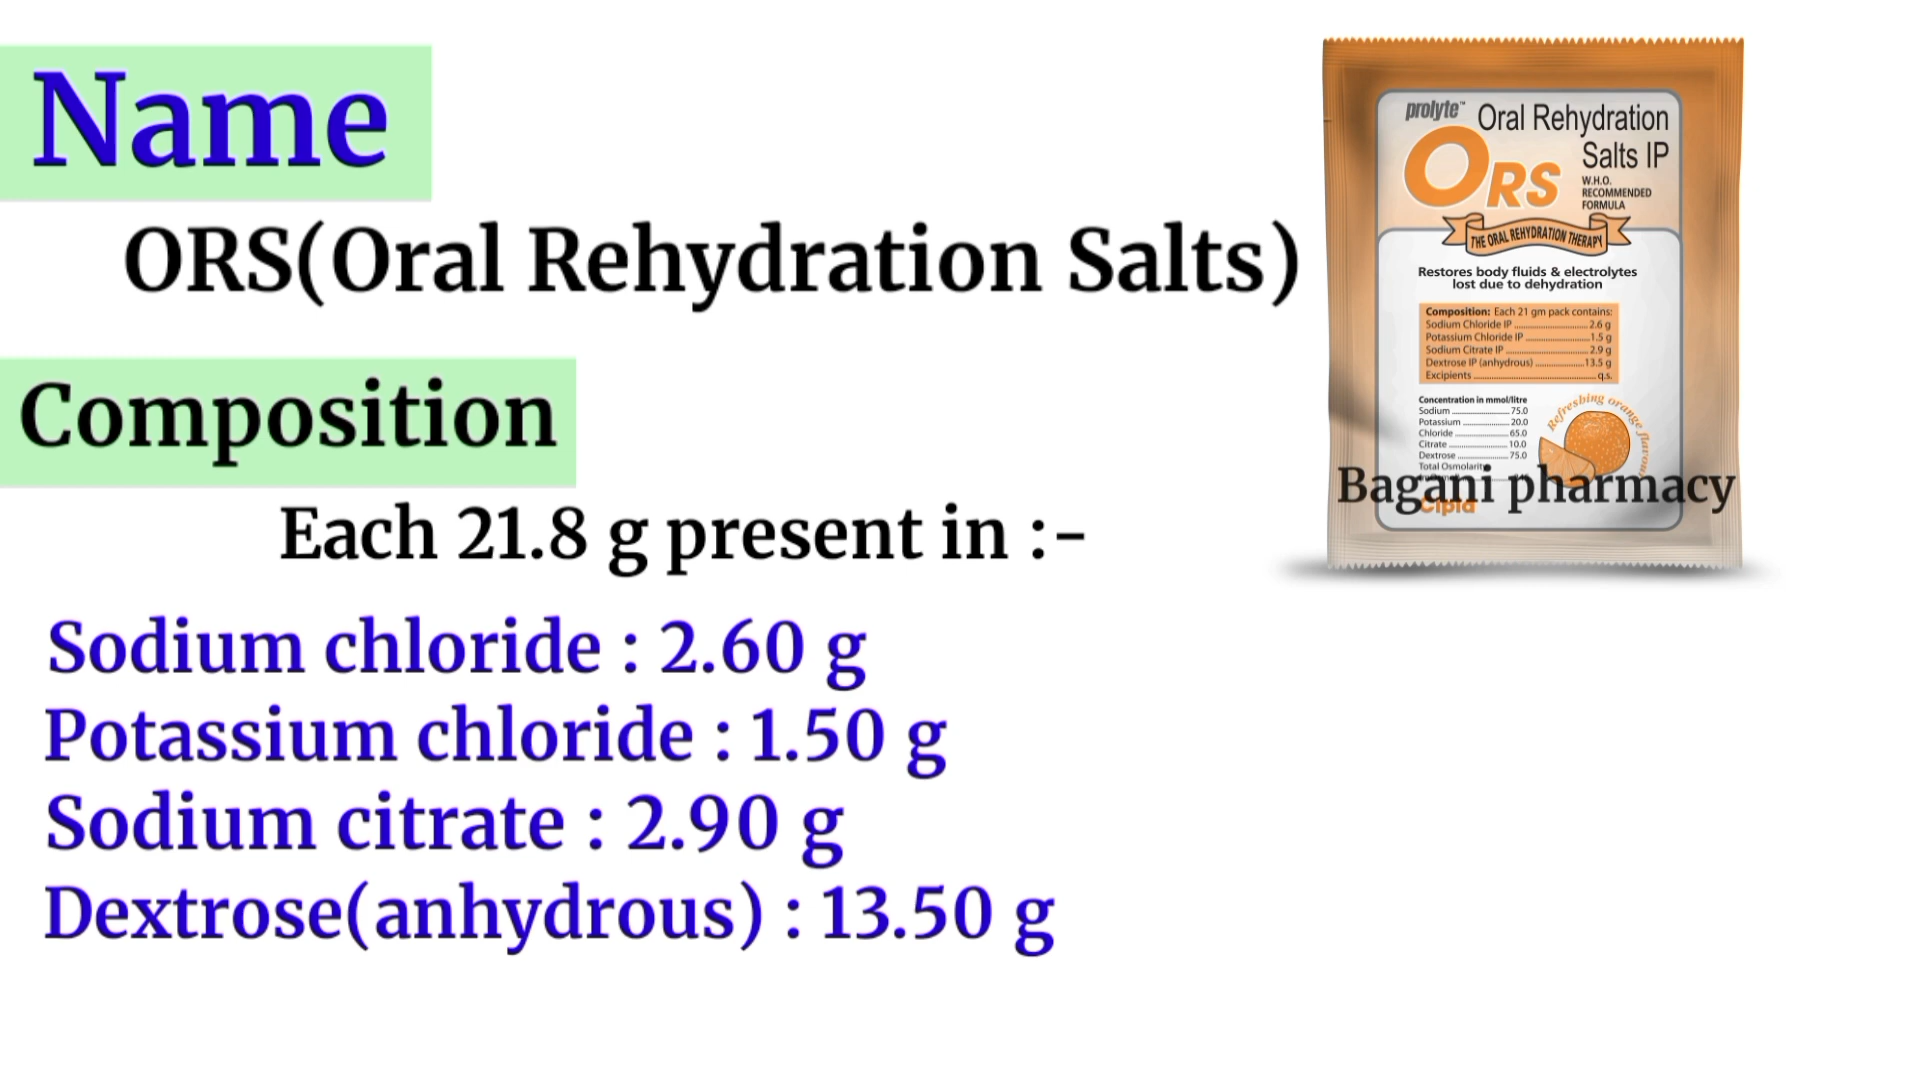 Name
ORS(Oral Rehydration Salts)
Composition
Each 21.8 g present in :-
Sodium chloride : 2.60 g
Potassium chloride : 1.50 g
Sodium citrate : 2.90 g
Dextrose(anhydrous) : 13.50 g
prolyte™ Oral Rehydration
Salts IP
ORS
W.H.O.
RECOMMENDED
FORMULA
THE ORAL REHYDRATION THERAPY
Restores body fluids & electrolytes
lost due to dehydration
Composition: Each 21 gm pack contains:
Sodium Chloride IP 2.6 g
Potassium Chloride IP 1.5 g
Sodium Citrate IP 2.9 g
Dextrose IP (anhydrous) 13.5 g
Excipients q.s.
Concentration in mmol/litre
Sodium 75.0
Potassium 20.0
Chloride 65.0
Citrate 10.0
Dextrose 75.0
Total Osmolarity
Refreshing orange flavour
Bagani pharmacy
Cipla